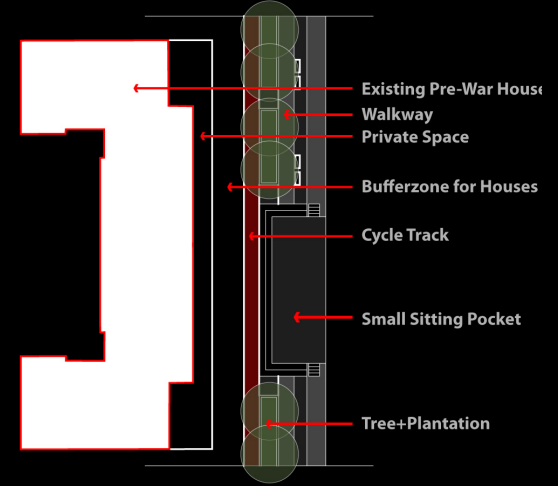 Existing Pre-War House
Walkway
Private Space
Bufferzone for Houses
Cycle Track
Small Sitting Pocket
Tree+Plantation